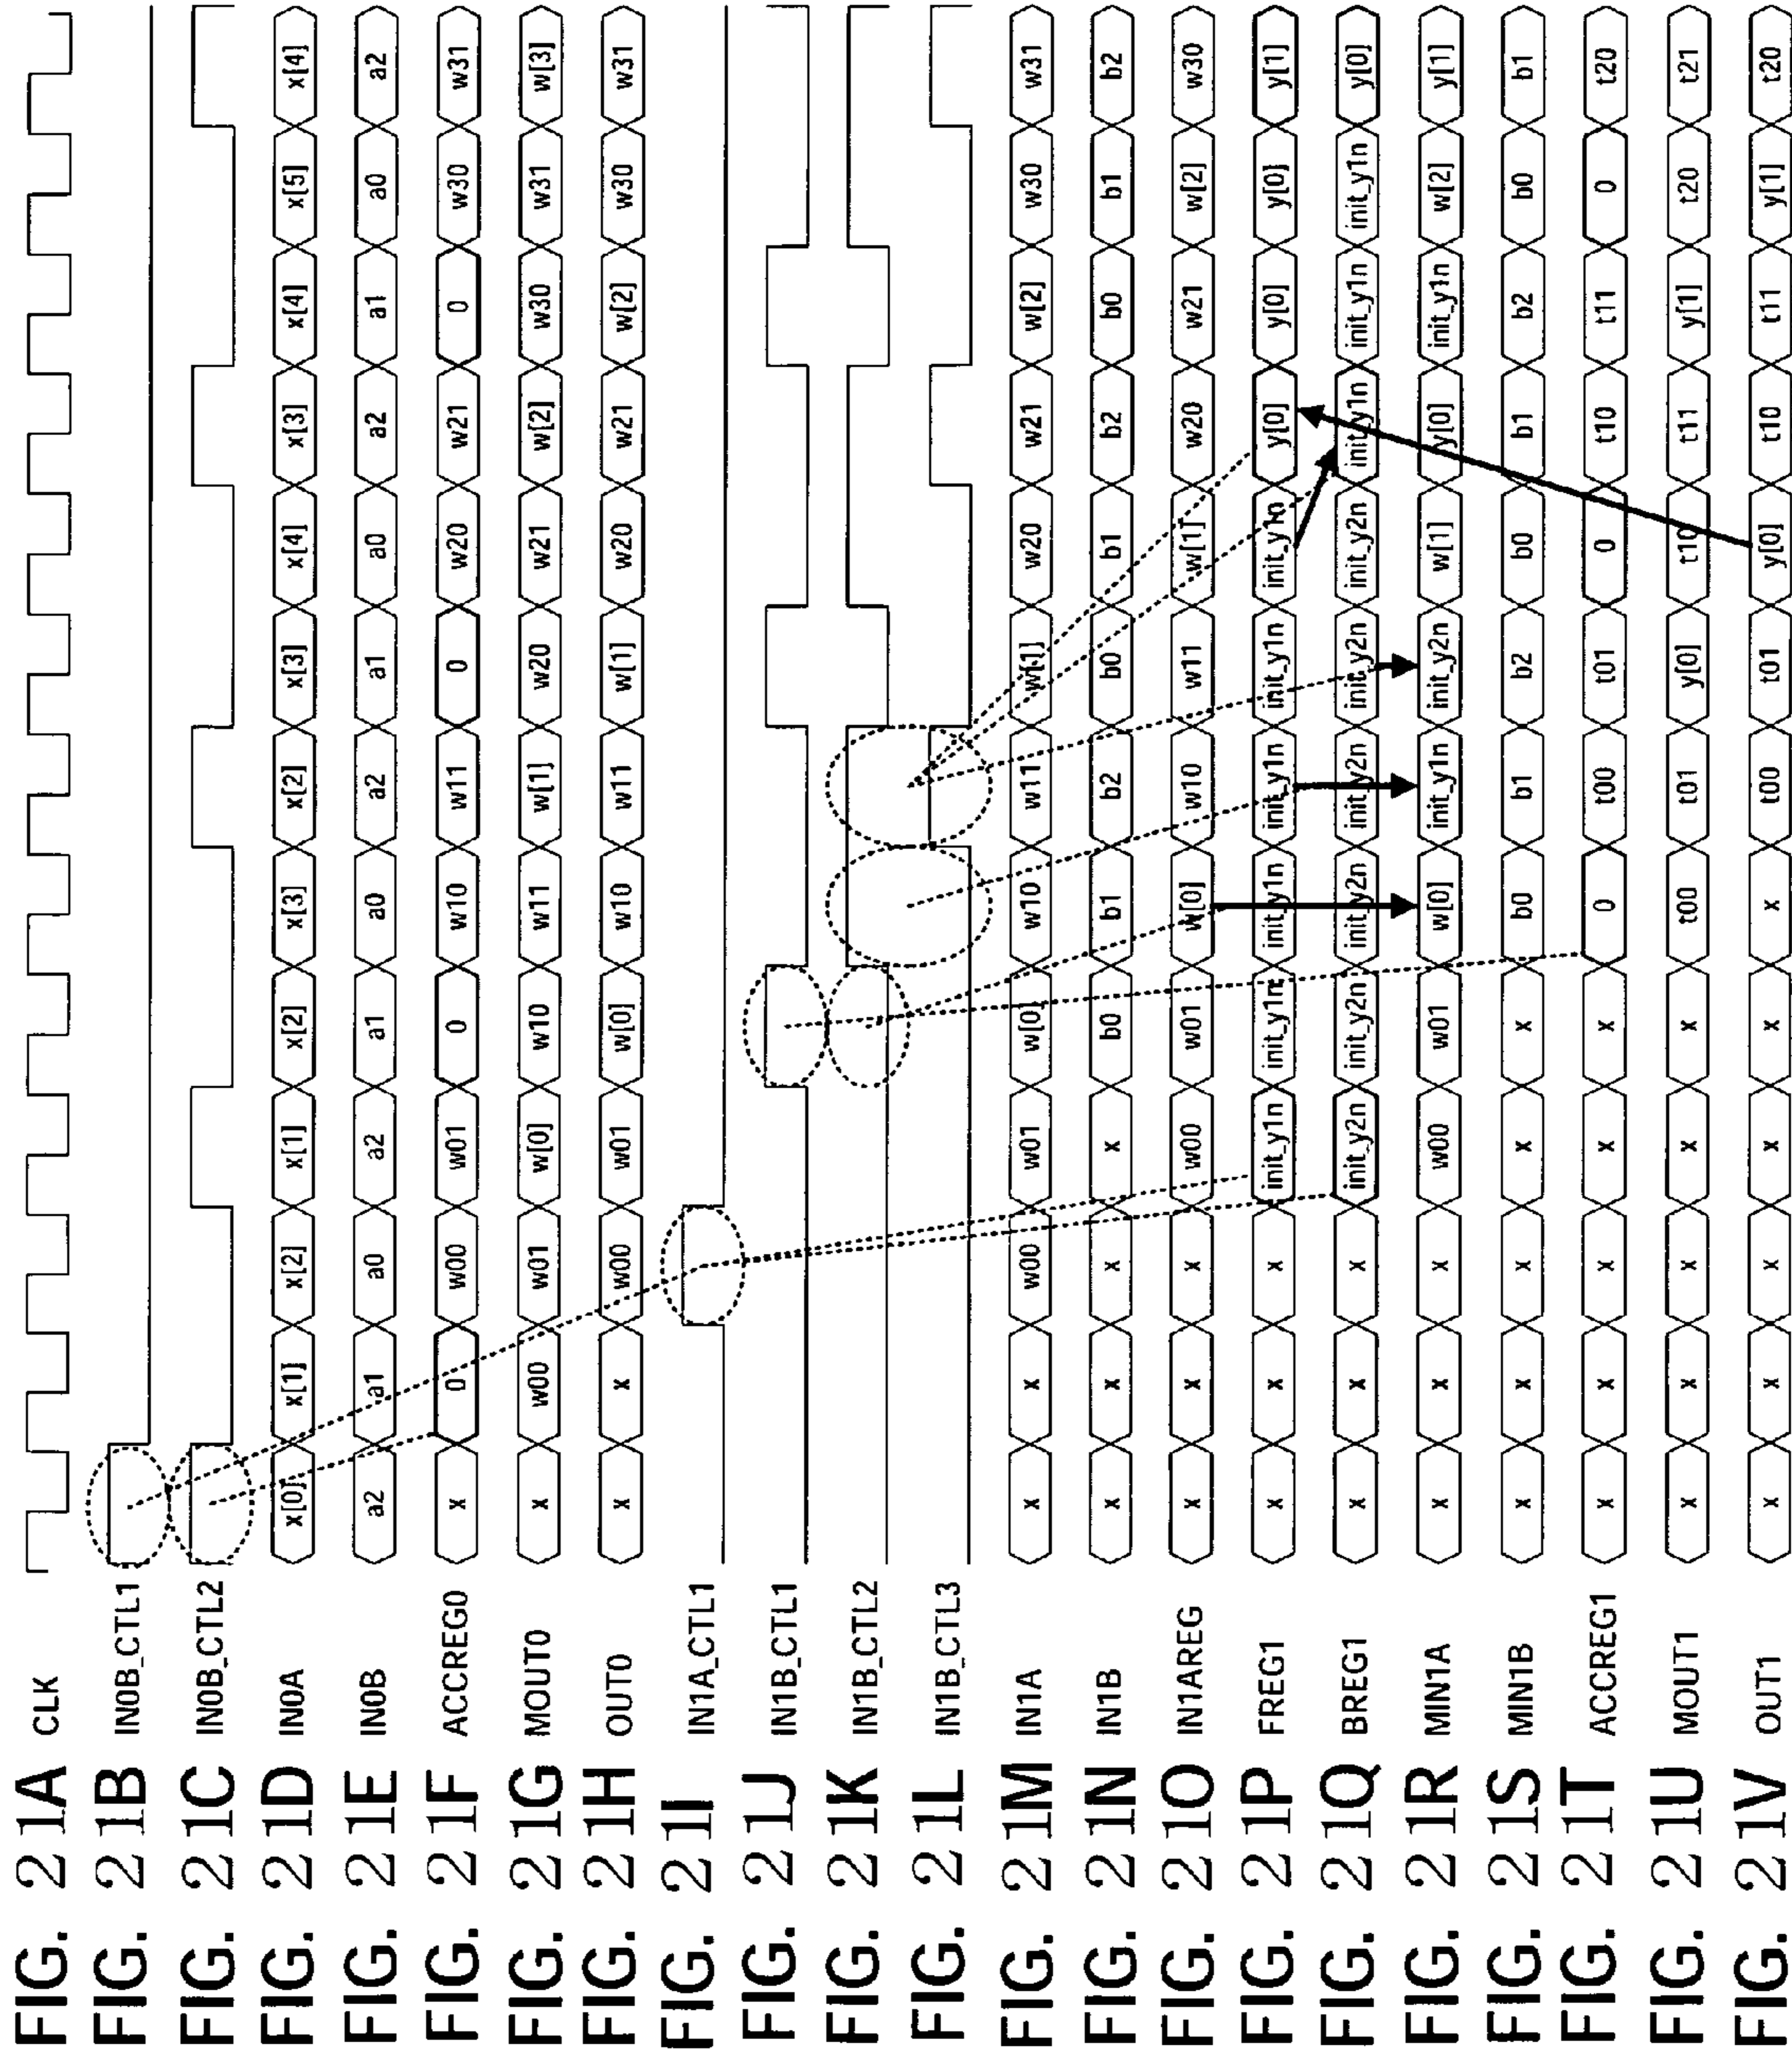 FIG. 21A CLK
FIG. 21B IN0B_CTL1
FIG. 21C IN0B_CTL2
FIG. 21D IN0A x[0] x[1] x[2] x[1] x[2] x[3] x[2] x[3] x[4] x[3] x[4] x[5] x[4]
FIG. 21E IN0B a2 a1 a0 a2 a1 a0 a2 a1 a0 a2 a1 a0 a2
FIG. 21F ACCREG0 x 0 w00 w01 0 w10 w11 0 w20 w21 0 w30 w31
FIG. 21G MOUT0 x w00 w01 w[0] w10 w11 w[1] w20 w21 w[2] w30 w31 w[3]
FIG. 21H OUT0 x x w00 w01 w[0] w10 w11 w[1] w20 w21 w[2] w30 w31
FIG. 21I IN1A_CTL1
FIG. 21J IN1B_CTL1
FIG. 21K IN1B_CTL2
FIG. 21L IN1B_CTL3
FIG. 21M IN1A x x w00 w01 w[0] w10 w11 w[1] w20 w21 w[2] w30 w31
FIG. 21N IN1B x x x x b0 b1 b2 b0 b1 b2 b0 b1 b2
FIG. 21O IN1AREG x x x w00 w01 w[0] w10 w11 w[1] w20 w21 w[2] w30
FIG. 21P FREG1 x x x init_y1n init_y1n init_y1n init_y1n init_y1n init_y1n y[0] y[0] y[0] y[1]
FIG. 21Q BREG1 x x x init_y2n init_y2n init_y2n init_y2n init_y2n init_y2n init_y1n init_y1n init_y1n y[0]
FIG. 21R MIN1A x x x w00 w01 w[0] init_y1n init_y2n w[1] y[0] init_y1n w[2] y[1]
FIG. 21S MIN1B x x x x x b0 b1 b2 b0 b1 b2 b0 b1
FIG. 21T ACCREG1 x x x x x 0 t00 t01 0 t10 t11 0 t20
FIG. 21U MOUT1 x x x x x t00 t01 y[0] t10 t11 y[1] t20 t21
FIG. 21V OUT1 x x x x x x t00 t01 y[0] t10 t11 y[1] t20